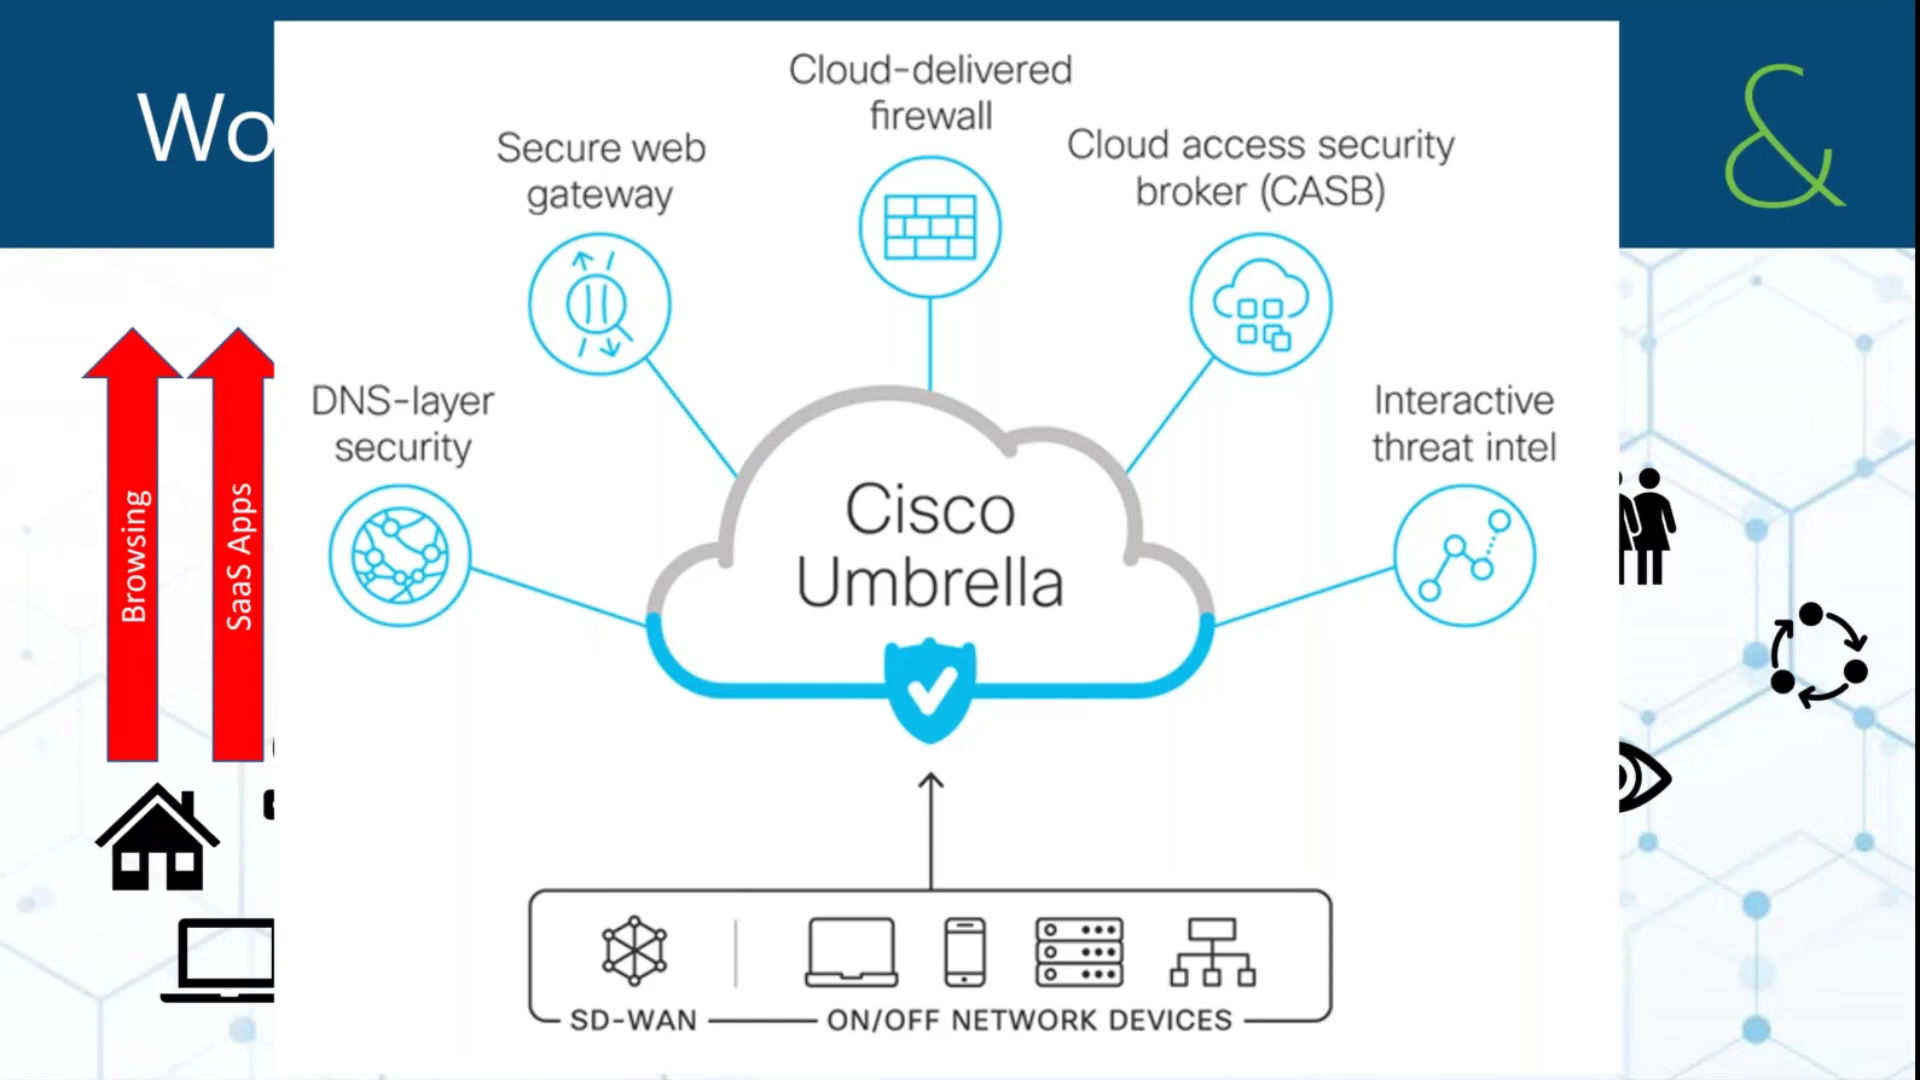 Cloud-delivered
firewall
Secure web
gateway
Cloud access security
broker (CASB)
DNS-layer
security
Interactive
threat intel
Cisco
Umbrella
SD-WAN
ON/OFF NETWORK DEVICES
Wo
&
Browsing
SaaS Apps